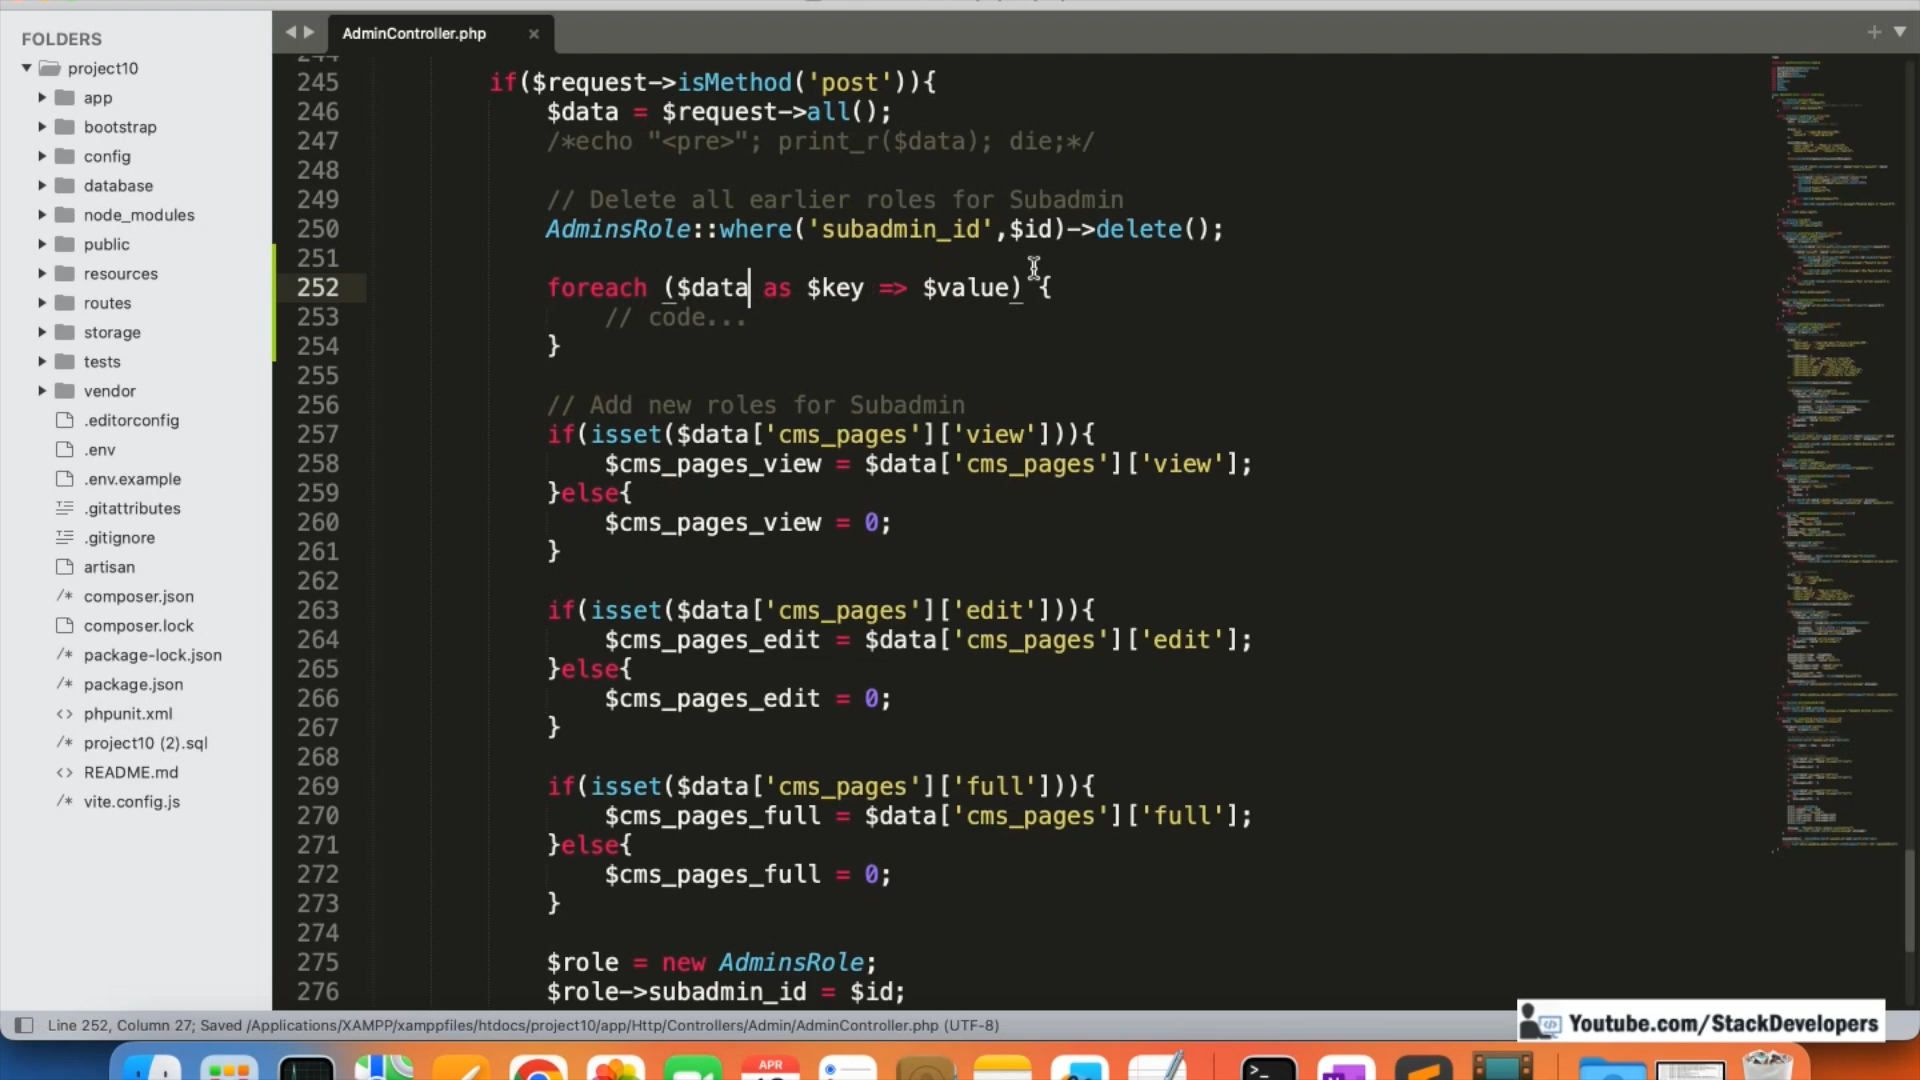 FOLDERS
project10
app
bootstrap
config
database
node_modules
public
resources
routes
storage
tests
vendor
.editorconfig
.env
.env.example
.gitattributes
.gitignore
artisan
composer.json
composer.lock
package-lock.json
package.json
phpunit.xml
project10 (2).sql
README.md
vite.config.js
AdminController.php
245 if($request->isMethod('post')){
246 $data = $request->all();
247 /*echo "<pre>"; print_r($data); die;*/
248
249 // Delete all earlier roles for Subadmin
250 AdminsRole::where('subadmin_id',$id)->delete();
251
252 foreach ($data as $key => $value) {
253 // code...
254 }
255
256 // Add new roles for Subadmin
257 if(isset($data['cms_pages']['view'])){
258 $cms_pages_view = $data['cms_pages']['view'];
259 }else{
260 $cms_pages_view = 0;
261 }
262
263 if(isset($data['cms_pages']['edit'])){
264 $cms_pages_edit = $data['cms_pages']['edit'];
265 }else{
266 $cms_pages_edit = 0;
267 }
268
269 if(isset($data['cms_pages']['full'])){
270 $cms_pages_full = $data['cms_pages']['full'];
271 }else{
272 $cms_pages_full = 0;
273 }
274
275 $role = new AdminsRole;
276 $role->subadmin_id = $id;
Line 252, Column 27; Saved /Applications/XAMPP/xamppfiles/htdocs/project10/app/Http/Controllers/Admin/AdminController.php (UTF-8)
Youtube.com/StackDevelopers
APR